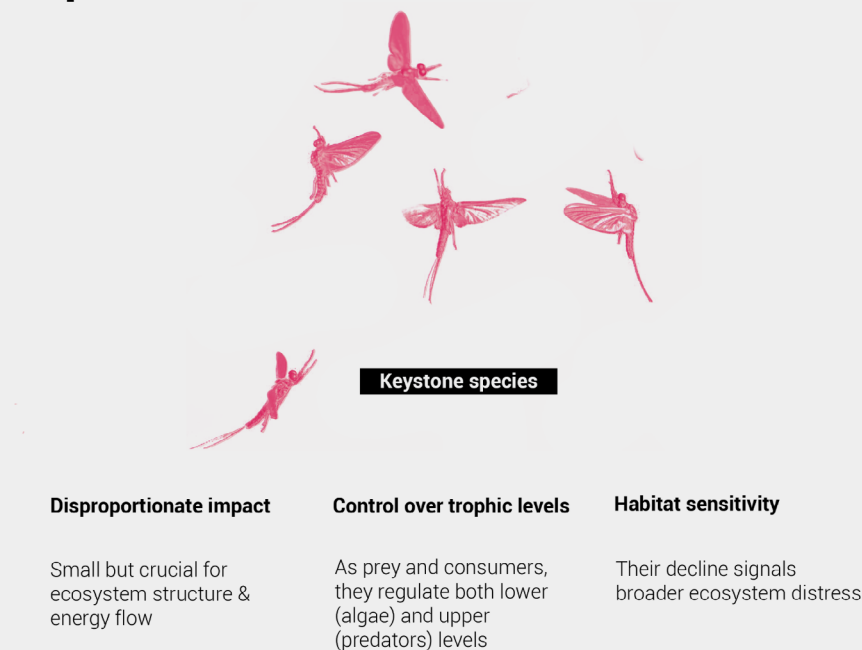 Keystone species
Disproportionate impact
Small but crucial for
ecosystem structure &
energy flow
Control over trophic levels
As prey and consumers,
they regulate both lower
(algae) and upper
(predators) levels
Habitat sensitivity
Their decline signals
broader ecosystem distress